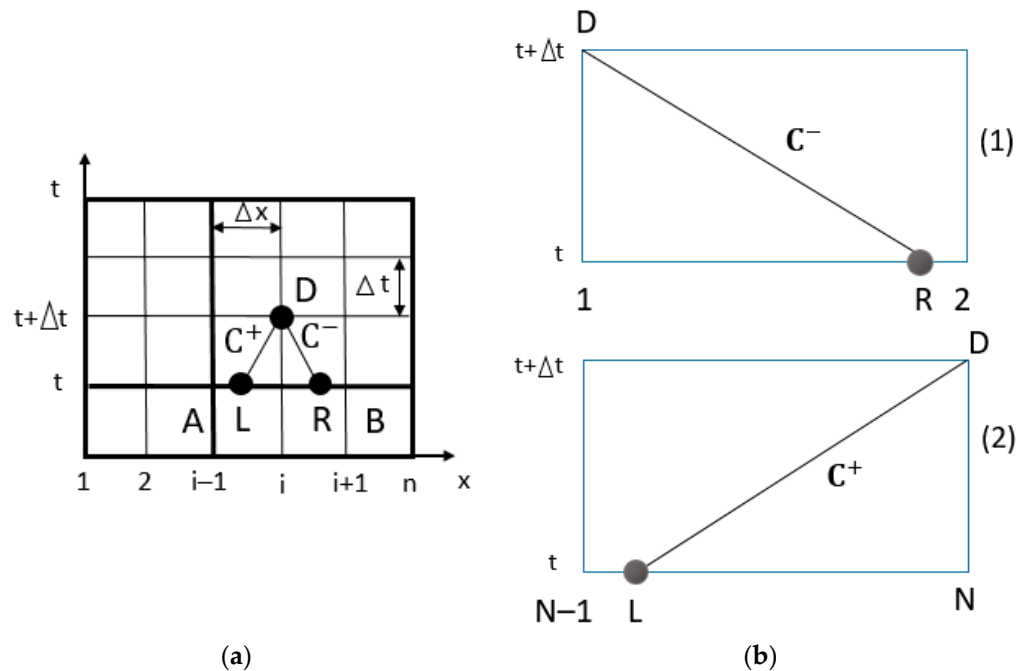 t
Δx
Δt
D
t+Δt
C⁺ C⁻
t
A L R B
1 2 i–1 i i+1 n x
(a)
D
t+Δt
C⁻
(1)
t
1 R 2
D
t+Δt
(2)
C⁺
t
N–1 L N
(b)